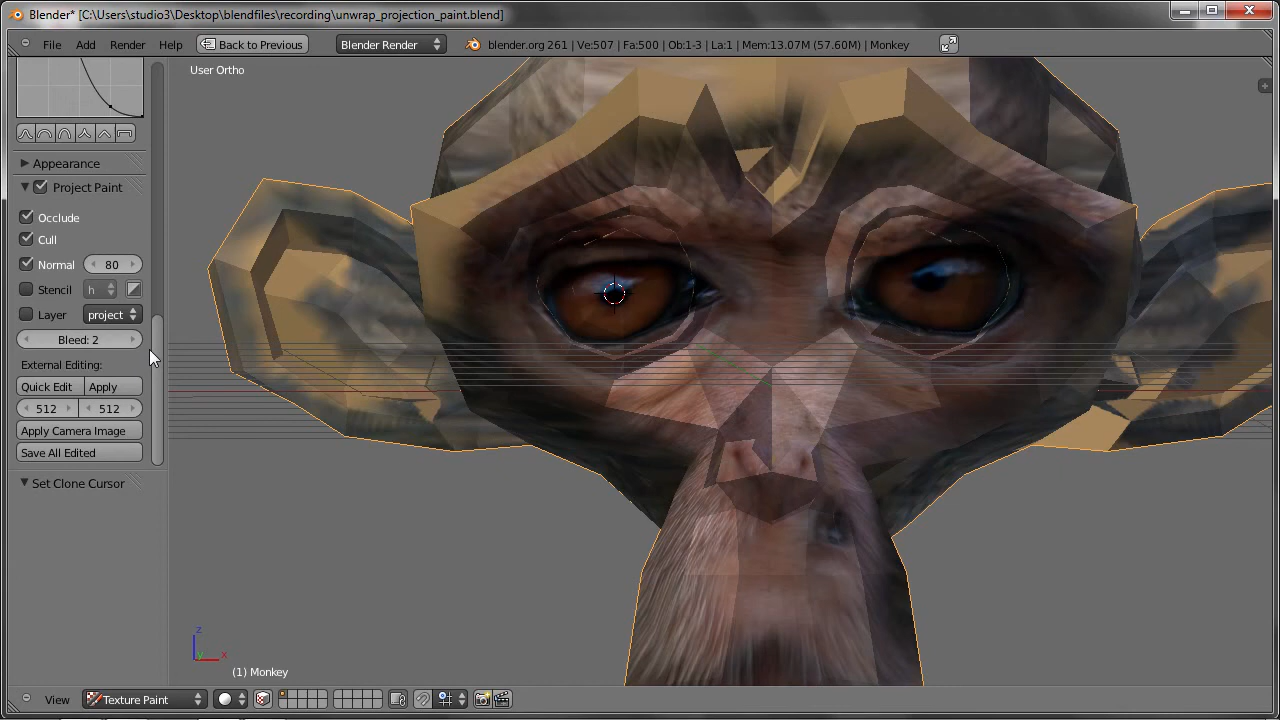 Blender* [C:\Users\studio3\Desktop\blendfiles\recording\unwrap_projection_paint.blend]
File Add Render Help Back to Previous Blender Render blender.org 261 | Ve:507 | Fa:500 | Ob:1-3 | La:1 | Mem:13.07M (57.60M) | Monkey
User Ortho
Appearance
Project Paint
Occlude
Cull
Normal 80
Stencil h
Layer project
Bleed: 2
External Editing:
Quick Edit Apply
512 512
Apply Camera Image
Save All Edited
Set Clone Cursor
z
y x
(1) Monkey
View Texture Paint